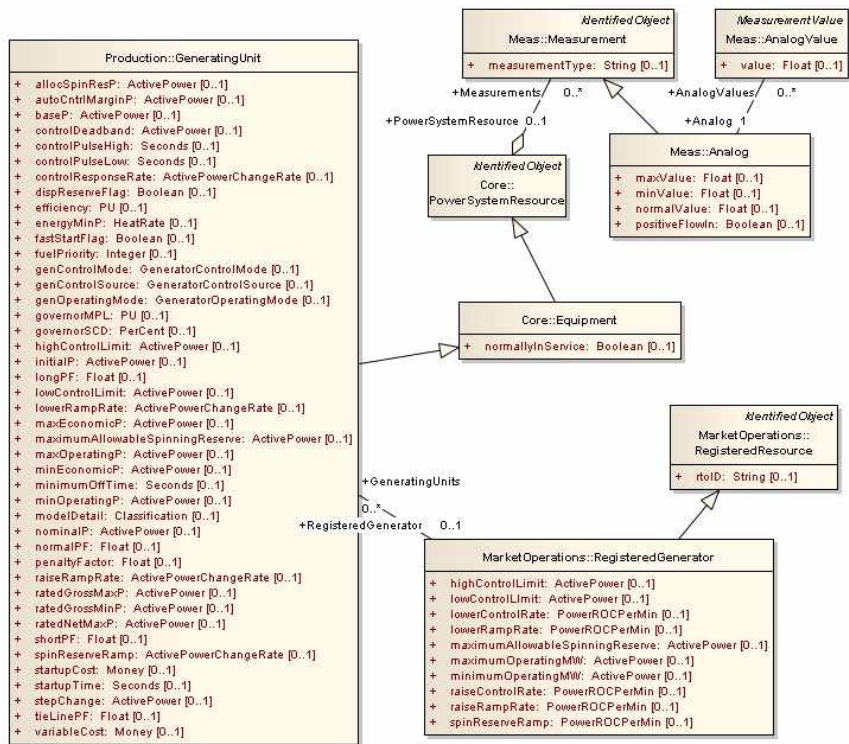 Production::GeneratingUnit
+ allocSpinResP: ActivePower [0..1]
+ autoCntrlMarginP: ActivePower [0..1]
+ baseP: ActivePower [0..1]
+ controlDeadband: ActivePower [0..1]
+ controlPulseHigh: Seconds [0..1]
+ controlPulseLow: Seconds [0..1]
+ controlResponseRate: ActivePowerChangeRate [0..1]
+ dispReserveFlag: Boolean [0..1]
+ efficiency: PU [0..1]
+ energyMinP: HeatRate [0..1]
+ fastStartFlag: Boolean [0..1]
+ fuelPriority: Integer [0..1]
+ genControlMode: GeneratorControlMode [0..1]
+ genControlSource: GeneratorControlSource [0..1]
+ genOperatingMode: GeneratorOperatingMode [0..1]
+ governorMPL: PU [0..1]
+ governorSCD: PerCent [0..1]
+ highControlLimit: ActivePower [0..1]
+ initialP: ActivePower [0..1]
+ longPF: Float [0..1]
+ lowControlLimit: ActivePower [0..1]
+ lowerRampRate: ActivePowerChangeRate [0..1]
+ maxEconomicP: ActivePower [0..1]
+ maximumAllowableSpinningReserve: ActivePower [0..1]
+ maxOperatingP: ActivePower [0..1]
+ minEconomicP: ActivePower [0..1]
+ minimumOffTime: Seconds [0..1]
+ minOperatingP: ActivePower [0..1]
+ modelDetail: Classification [0..1]
+ nominalP: ActivePower [0..1]
+ normalPF: Float [0..1]
+ penaltyFactor: Float [0..1]
+ raiseRampRate: ActivePowerChangeRate [0..1]
+ ratedGrossMaxP: ActivePower [0..1]
+ ratedGrossMinP: ActivePower [0..1]
+ ratedNetMaxP: ActivePower [0..1]
+ shortPF: Float [0..1]
+ spinReserveRamp: ActivePowerChangeRate [0..1]
+ startupCost: Money [0..1]
+ startupTime: Seconds [0..1]
+ stepChange: ActivePower [0..1]
+ tieLinePF: Float [0..1]
+ variableCost: Money [0..1]
IdentifiedObject
Meas::Measurement
+ measurementType: String [0..1]
MeasurementValue
Meas::AnalogValue
+ value: Float [0..1]
+Measurements 0..*
+AnalogValues 0..*
+PowerSystemResource 0..1
+Analog 1
IdentifiedObject
Core::
PowerSystemResource
Meas::Analog
+ maxValue: Float [0..1]
+ minValue: Float [0..1]
+ normalValue: Float [0..1]
+ positiveFlowIn: Boolean [0..1]
Core::Equipment
+ normallyInService: Boolean [0..1]
IdentifiedObject
MarketOperations::
RegisteredResource
+ rtoID: String [0..1]
+GeneratingUnits
0..*
+RegisteredGenerator 0..1
MarketOperations::RegisteredGenerator
+ highControlLimit: ActivePower [0..1]
+ lowControlLImit: ActivePower [0..1]
+ lowerControlRate: PowerROCPerMin [0..1]
+ lowerRampRate: PowerROCPerMin [0..1]
+ maximumAllowableSpinningReserve: ActivePower [0..1]
+ maximumOperatingMW: ActivePower [0..1]
+ minimumOperatingMW: ActivePower [0..1]
+ raiseControlRate: PowerROCPerMin [0..1]
+ raiseRampRate: PowerROCPerMin [0..1]
+ spinReserveRamp: PowerROCPerMin [0..1]